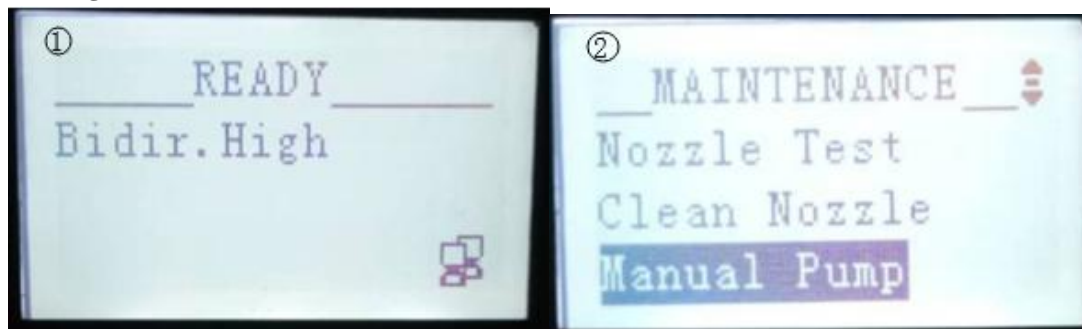 ①
READY
Bidir.High
②
MAINTENANCE
Nozzle Test
Clean Nozzle
Manual Pump